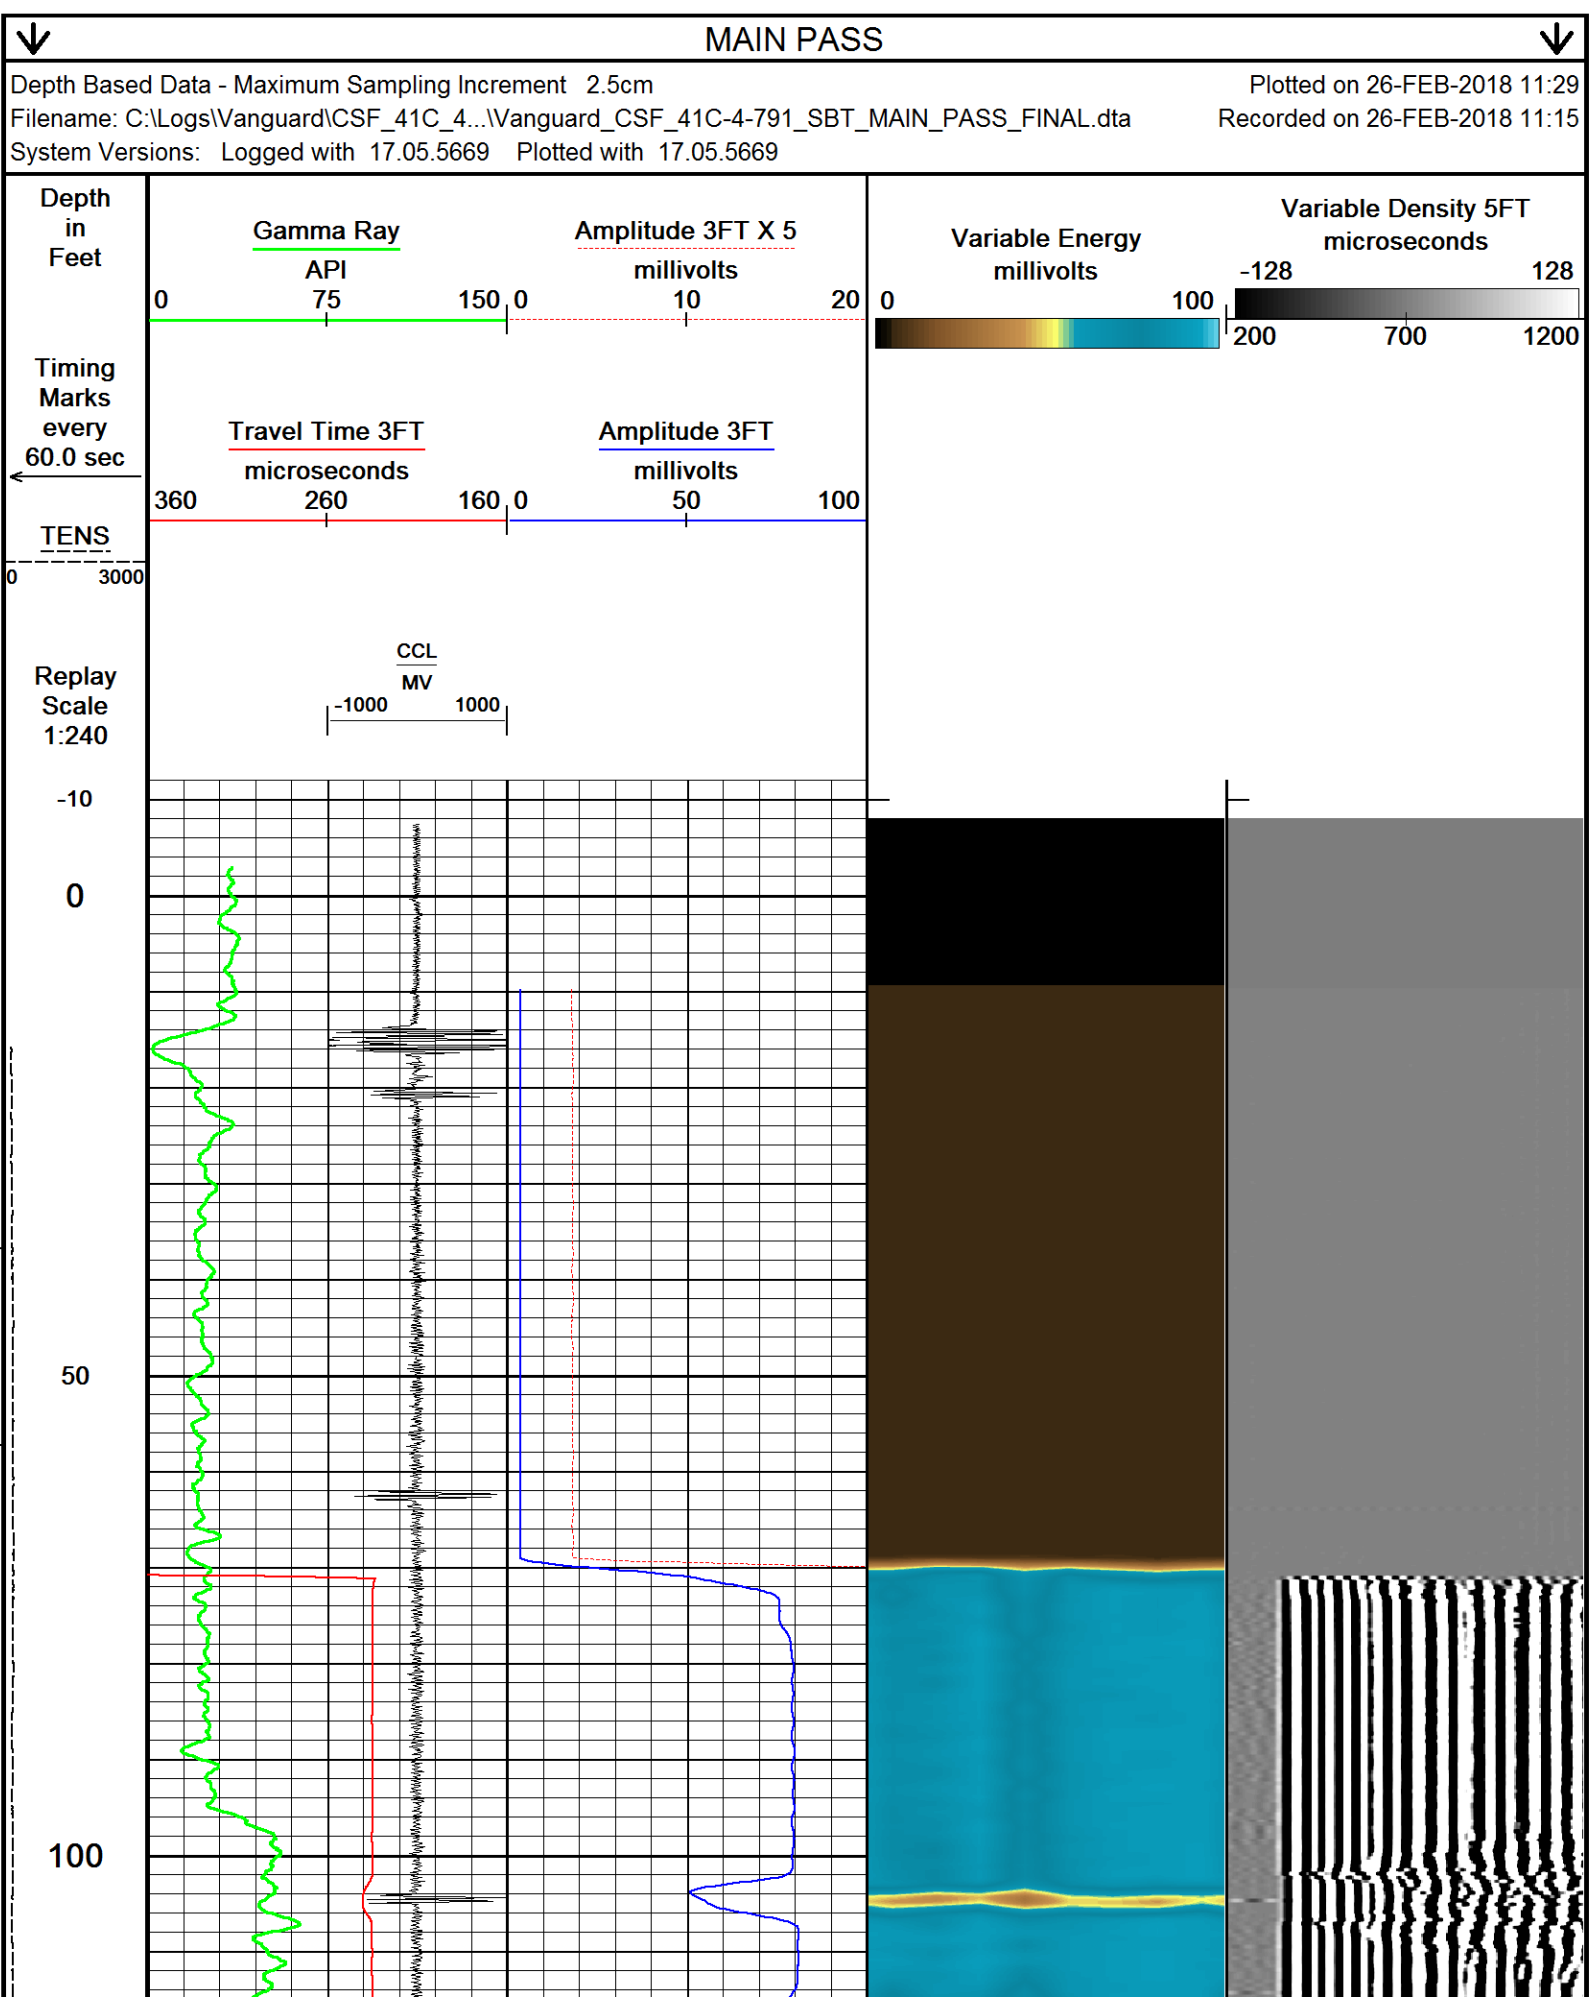 MAIN PASS
Depth Based Data - Maximum Sampling Increment 2.5cm
Plotted on 26-FEB-2018 11:29
Filename: C:\Logs\Vanguard\CSF_41C_4...\Vanguard_CSF_41C-4-791_SBT_MAIN_PASS_FINAL.dta
Recorded on 26-FEB-2018 11:15
System Versions: Logged with 17.05.5669 Plotted with 17.05.5669
Depth
in
Feet
Timing
Marks
every
60.0 sec
TENS
0 3000
Replay
Scale
1:240
Gamma Ray
API
0 75 150
Travel Time 3FT
microseconds
360 260 160
CCL
MV
-1000 1000
Amplitude 3FT X 5
millivolts
0 10 20
Amplitude 3FT
millivolts
0 50 100
Variable Energy
millivolts
0 100
Variable Density 5FT
microseconds
-128 128
200 700 1200
-10
0
50
100